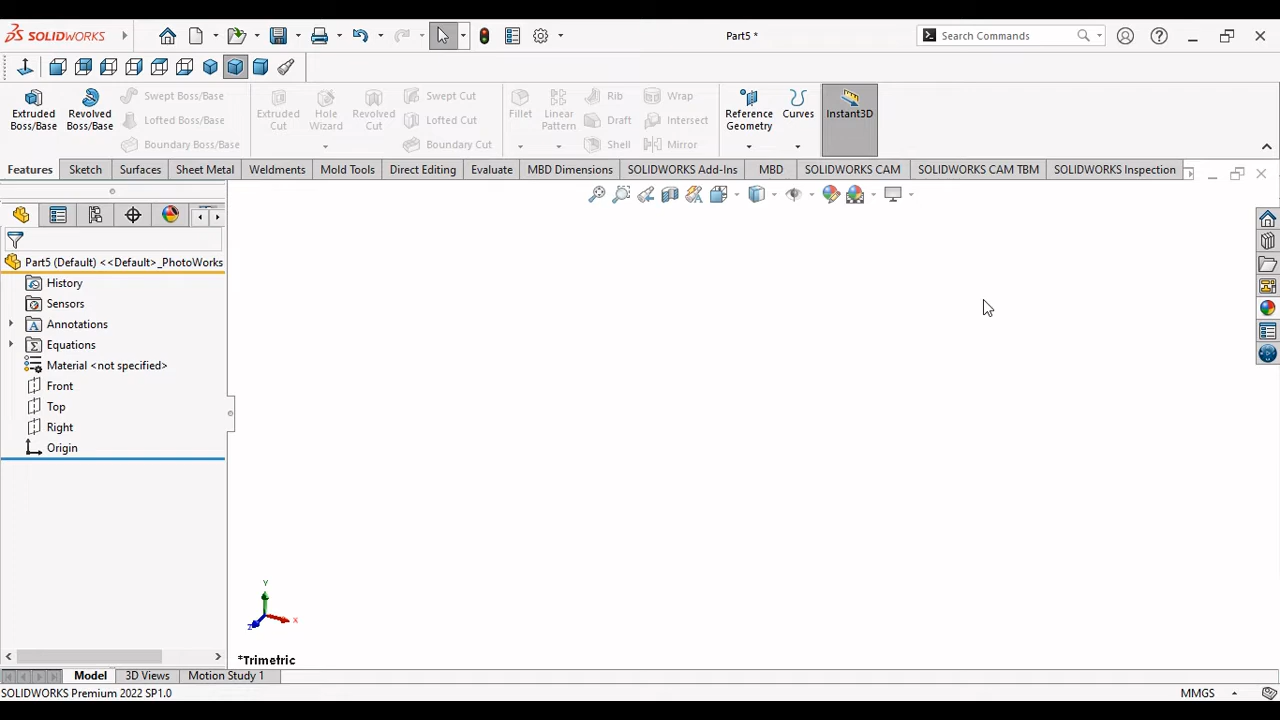 SOLIDWORKS
Part5 *
Search Commands
Extruded Boss/Base
Revolved Boss/Base
Swept Boss/Base
Lofted Boss/Base
Boundary Boss/Base
Extruded Cut
Hole Wizard
Revolved Cut
Swept Cut
Lofted Cut
Boundary Cut
Fillet
Linear Pattern
Rib
Draft
Shell
Wrap
Intersect
Mirror
Reference Geometry
Curves
Instant3D
Features
Sketch
Surfaces
Sheet Metal
Weldments
Mold Tools
Direct Editing
Evaluate
MBD Dimensions
SOLIDWORKS Add-Ins
MBD
SOLIDWORKS CAM
SOLIDWORKS CAM TBM
SOLIDWORKS Inspection
Part5 (Default) <<Default>_PhotoWorks
History
Sensors
Annotations
Equations
Material <not specified>
Front
Top
Right
Origin
Y
X
Z
*Trimetric
Model
3D Views
Motion Study 1
SOLIDWORKS Premium 2022 SP1.0
MMGS